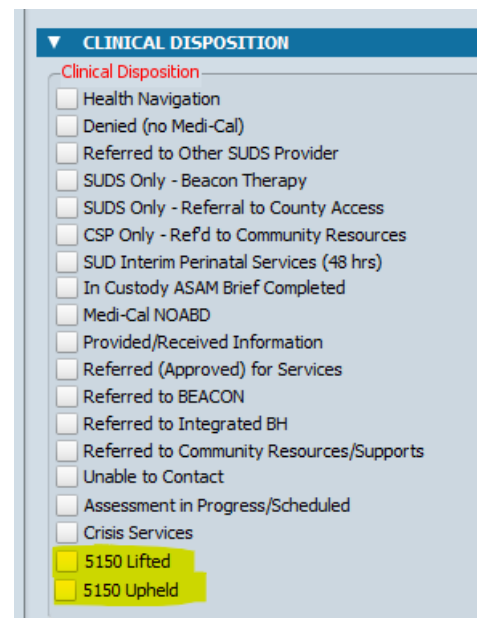 CLINICAL DISPOSITION
Clinical Disposition
Health Navigation
Denied (no Medi-Cal)
Referred to Other SUDS Provider
SUDS Only - Beacon Therapy
SUDS Only - Referral to County Access
CSP Only - Ref'd to Community Resources
SUD Interim Perinatal Services (48 hrs)
In Custody ASAM Brief Completed
Medi-Cal NOABD
Provided/Received Information
Referred (Approved) for Services
Referred to BEACON
Referred to Integrated BH
Referred to Community Resources/Supports
Unable to Contact
Assessment in Progress/Scheduled
Crisis Services
5150 Lifted
5150 Upheld